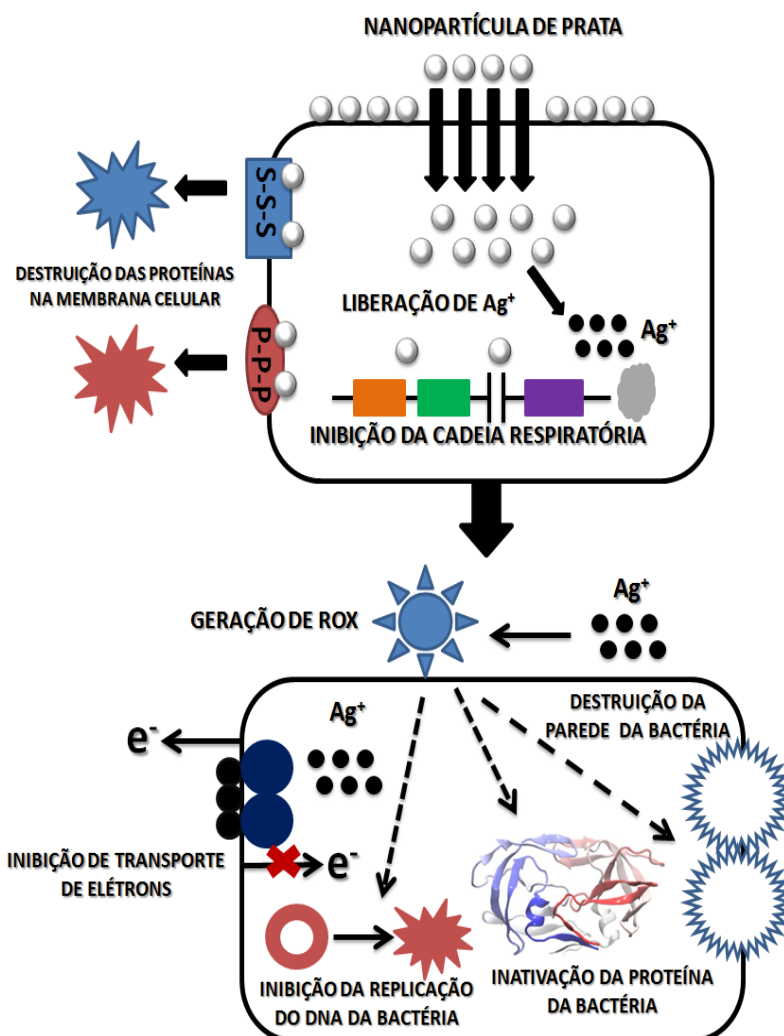 NANOPARTÍCULA DE PRATA
S-S-S
DESTRUIÇÃO DAS PROTEÍNAS
NA MEMBRANA CELULAR
P-P-P
LIBERAÇÃO DE Ag⁺
Ag⁺
INIBIÇÃO DA CADEIA RESPIRATÓRIA
GERAÇÃO DE ROX
Ag⁺
DESTRUIÇÃO DA
PAREDE DA BACTÉRIA
Ag⁺
e⁻
INIBIÇÃO DE TRANSPORTE
DE ELÉTRONS
e⁻
INIBIÇÃO DA REPLICAÇÃO
DO DNA DA BACTÉRIA
INATIVAÇÃO DA PROTEÍNA
DA BACTÉRIA